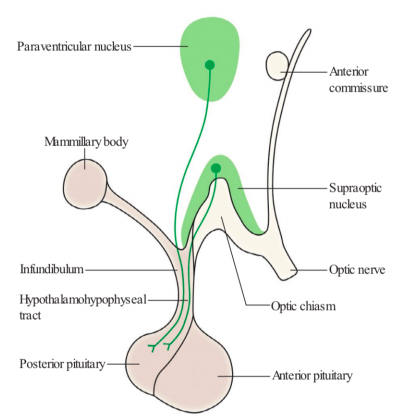 Paraventricular nucleus
Anterior
commissure
Mammillary body
Supraoptic
nucleus
Infundibulum
Optic nerve
Hypothalamohypophyseal
tract
Optic chiasm
Posterior pituitary
Anterior pituitary